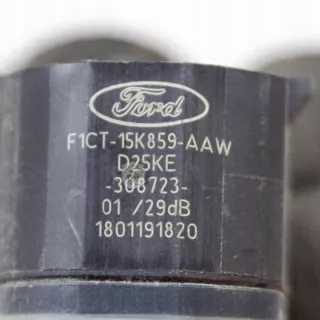 Ford
F1CT-15K859-AAW
D25KE
-308723-
01 /29dB
1801191820